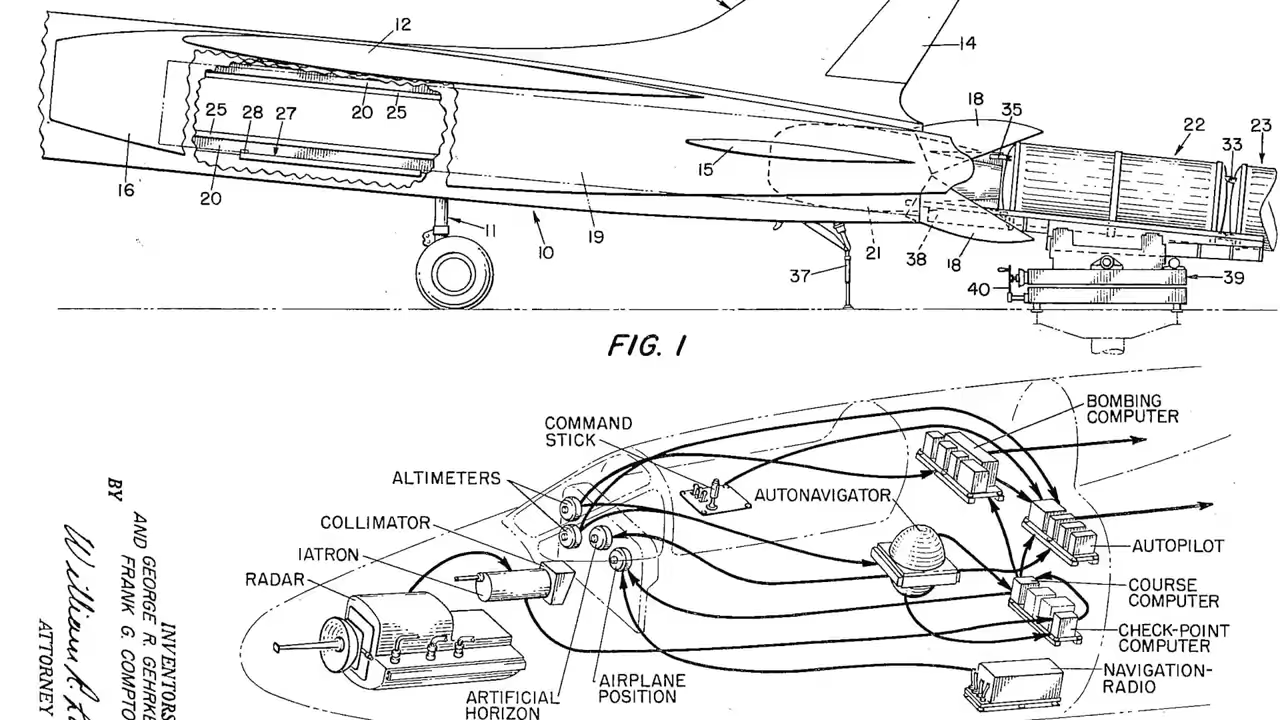 12
14
20
25
18
35
22
23
33
25
28
27
15
16
20
11
10
19
21
38
18
37
40
39
FIG. 1
COMMAND
STICK
BOMBING
COMPUTER
ALTIMETERS
AUTONAVIGATOR
COLLIMATOR
IATRON
RADAR
AUTOPILOT
COURSE
COMPUTER
CHECK-POINT
COMPUTER
NAVIGATION-
RADIO
ARTIFICIAL
HORIZON
AIRPLANE
POSITION
INVENTORS
GEORGE R. GEHRKE
AND
FRANK G. COMPTO
BY
William R.
ATTORNEY